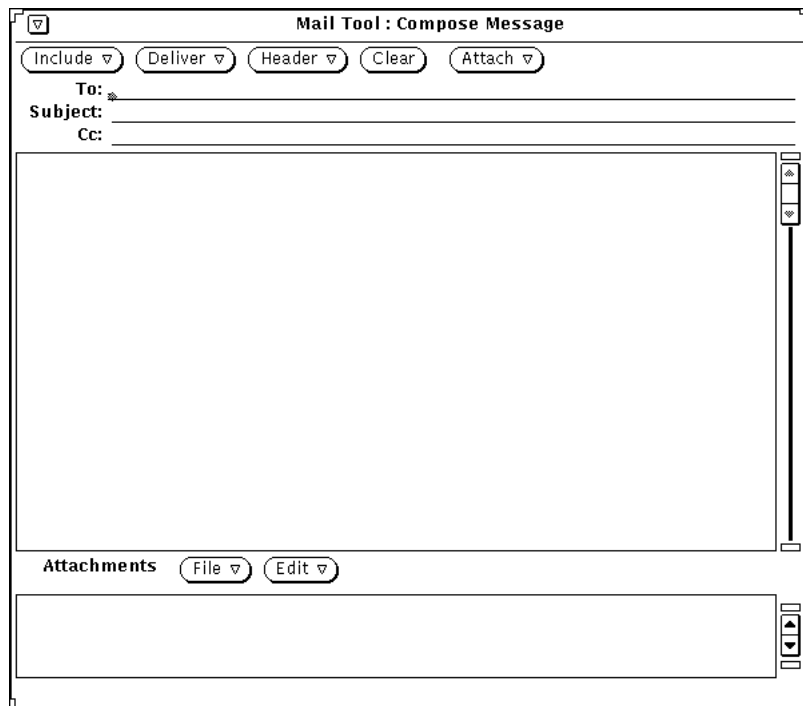 Mail Tool : Compose Message
Include Deliver Header Clear Attach
To:
Subject:
Cc:
Attachments File Edit